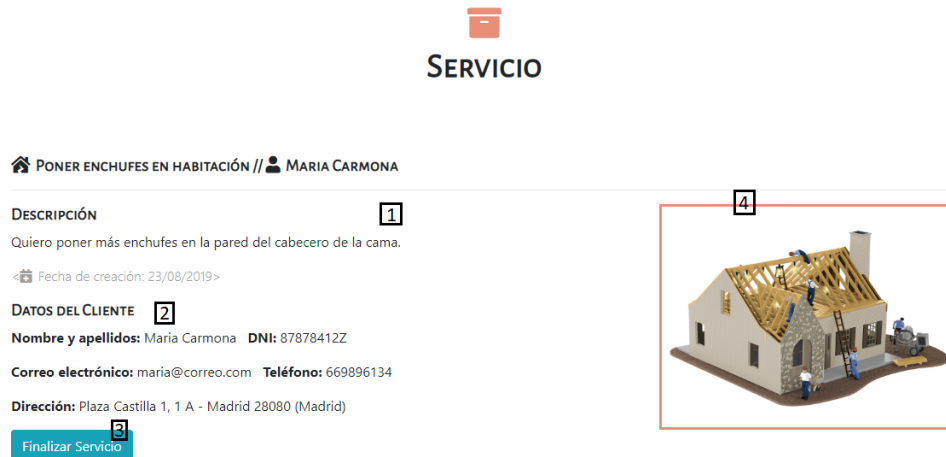 Servicio
Poner enchufes en habitación // Maria Carmona
4
Descripción 1
Quiero poner más enchufes en la pared del cabecero de la cama.
< Fecha de creación: 23/08/2019>
Datos del Cliente 2
Nombre y apellidos: Maria Carmona DNI: 87878412Z
Correo electrónico: maria@correo.com Teléfono: 669896134
Dirección: Plaza Castilla 1, 1 A - Madrid 28080 (Madrid)
3
Finalizar Servicio